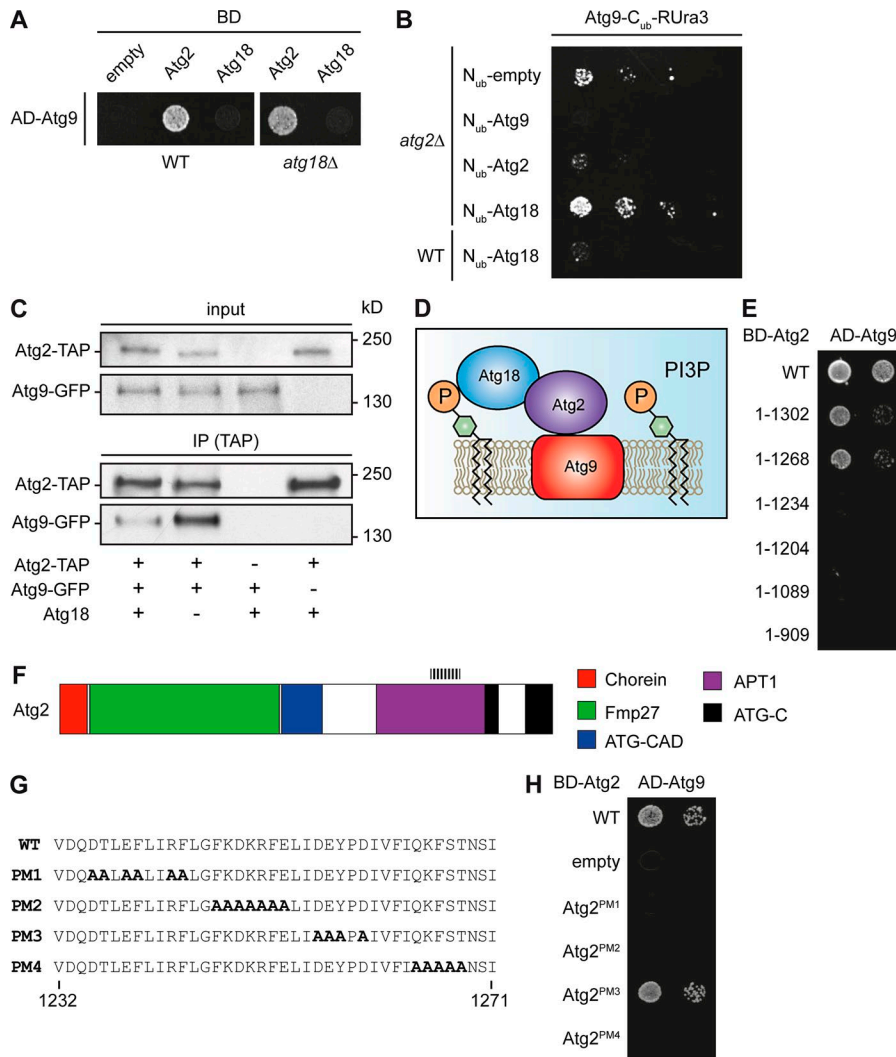 A
BD
empty
Atg2
Atg18
Atg2
Atg18
AD-Atg9
WT
atg18Δ
B
Atg9-Cub-RUra3
atg2Δ
Nub-empty
Nub-Atg9
Nub-Atg2
Nub-Atg18
WT
Nub-Atg18
C
input
kD
Atg2-TAP
250
Atg9-GFP
130
IP (TAP)
Atg2-TAP
250
Atg9-GFP
130
Atg2-TAP + + - +
Atg9-GFP + + + -
Atg18 + - + +
D
Atg18
PI3P
P
Atg2
P
Atg9
E
BD-Atg2 AD-Atg9
WT
1-1302
1-1268
1-1234
1-1204
1-1089
1-909
F
Atg2
Chorein
Fmp27
ATG-CAD
APT1
ATG-C
G
WT VDQDTLEFLIRFLGFKDKRFELIDEYPDIVFIQKFSTNSI
PM1 VDQAALAALIAALGFKDKRFELIDEYPDIVFIQKFSTNSI
PM2 VDQDTLEFLIRFLGAAAAAAALIDEYPDIVFIQKFSTNSI
PM3 VDQDTLEFLIRFLGFKDKRFELIAAAPAIVFIQKFSTNSI
PM4 VDQDTLEFLIRFLGFKDKRFELIDEYPDIVFIAAAAANSI
1232 1271
H
BD-Atg2 AD-Atg9
WT
empty
Atg2PM1
Atg2PM2
Atg2PM3
Atg2PM4